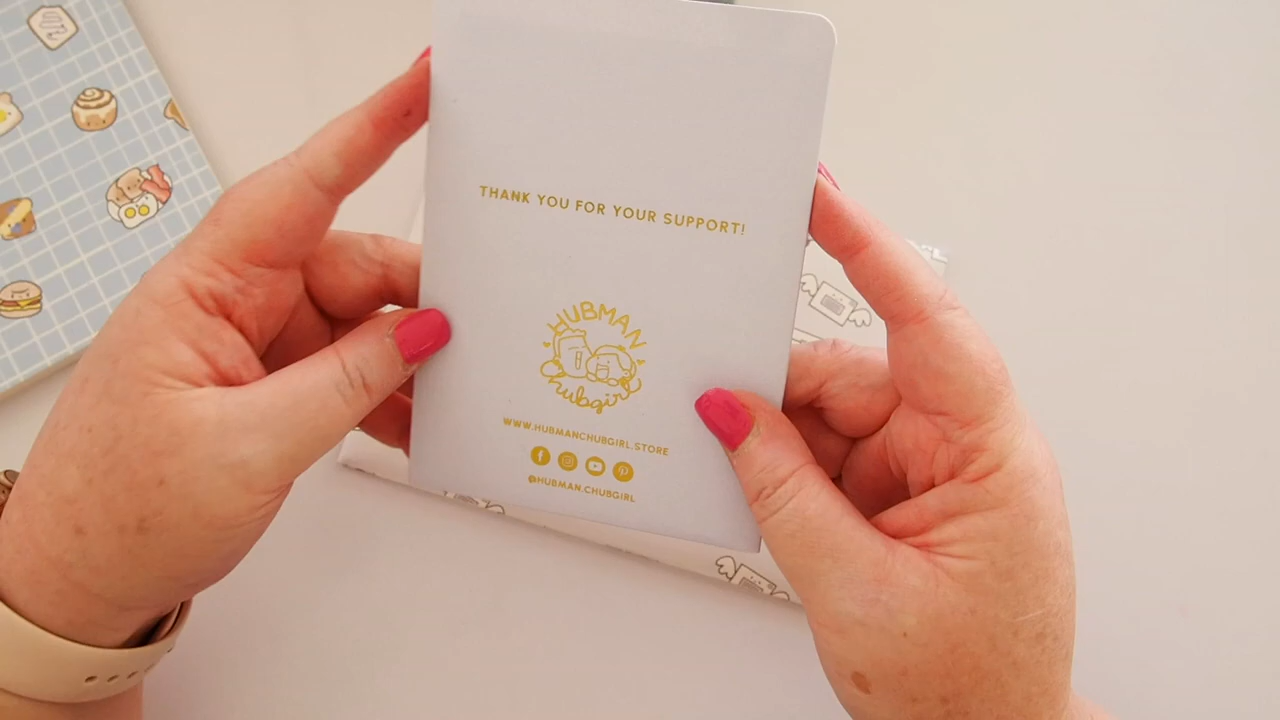 THANK YOU FOR YOUR SUPPORT!
HUBMAN
Chubgirl
WWW.HUBMANCHUBGIRL.STORE
@HUBMAN.CHUBGIRL